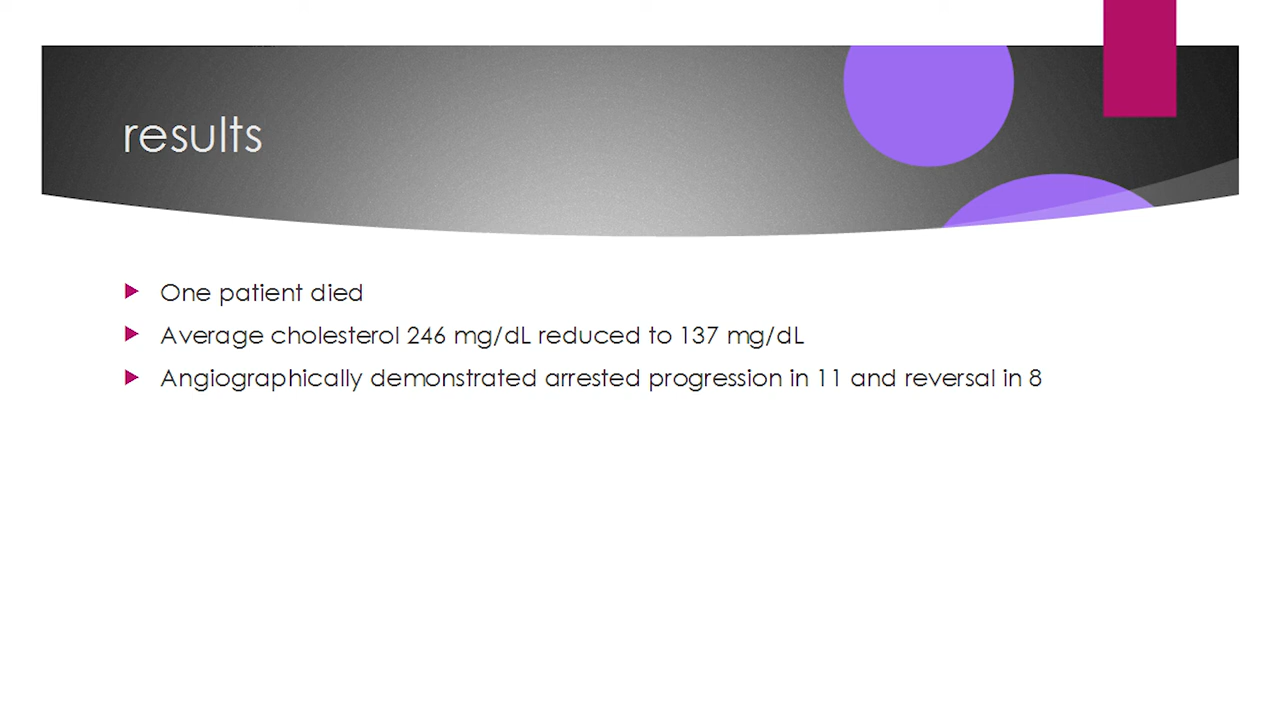 results
One patient died
Average cholesterol 246 mg/dL reduced to 137 mg/dL
Angiographically demonstrated arrested progression in 11 and reversal in 8